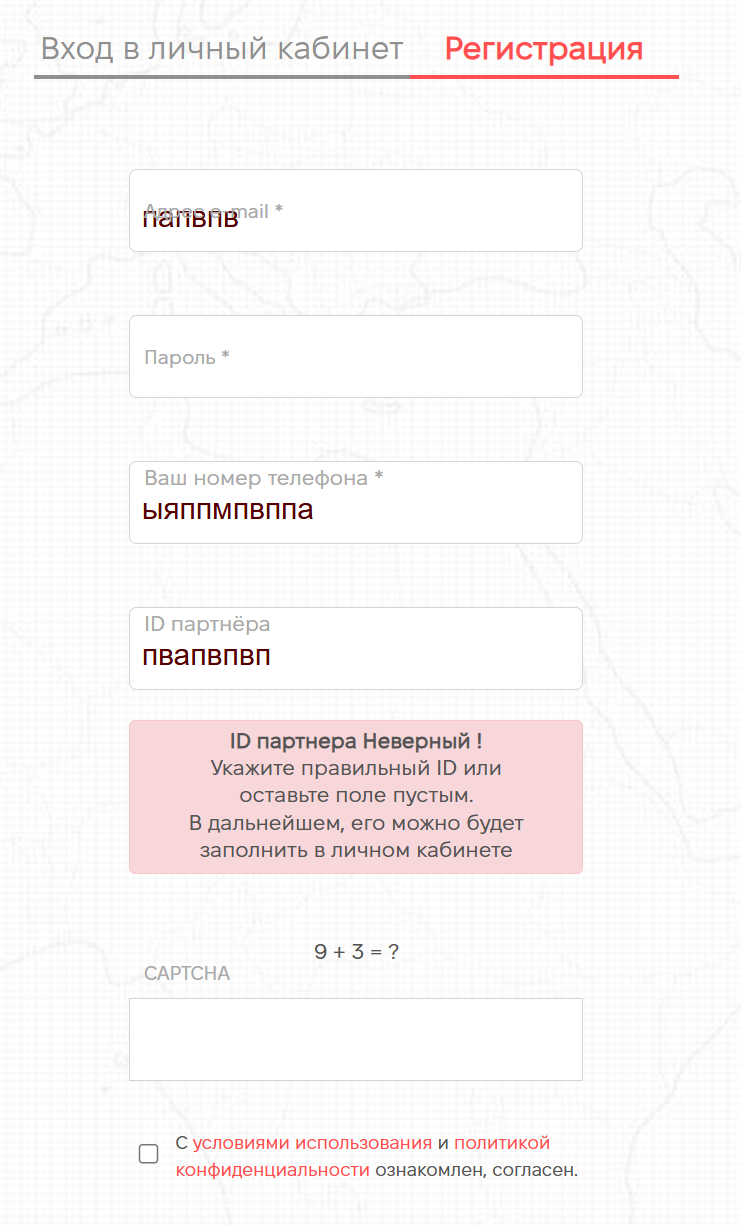 Вход в личный кабинет Регистрация
Адрес e-mail *
папвпв
Пароль *
Ваш номер телефона *
ыяппмпвппа
ID партнёра
пвапвпвп
ID партнера Неверный !
Укажите правильный ID или
оставьте поле пустым.
В дальнейшем, его можно будет
заполнить в личном кабинете
9 + 3 = ?
CAPTCHA
С условиями использования и политикой
конфиденциальности ознакомлен, согласен.